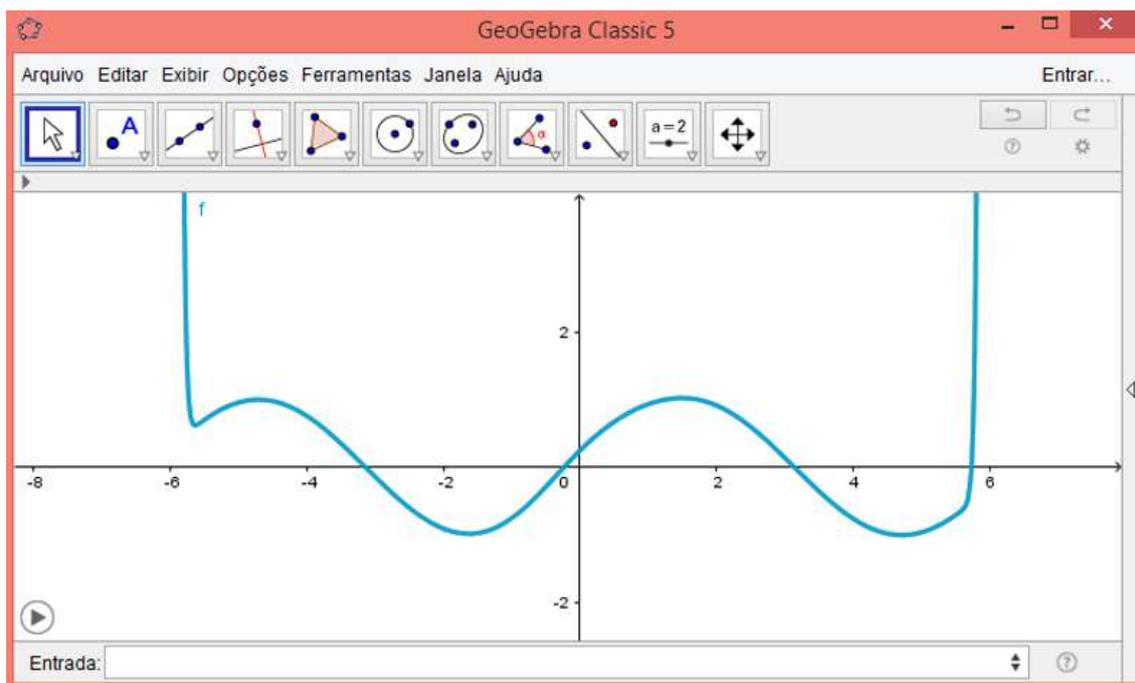 GeoGebra Classic 5
Arquivo Editar Exibir Opções Ferramentas Janela Ajuda Entrar...
A α a=2
f
2
-8 -6 -4 -2 0 2 4 6
-2
Entrada: